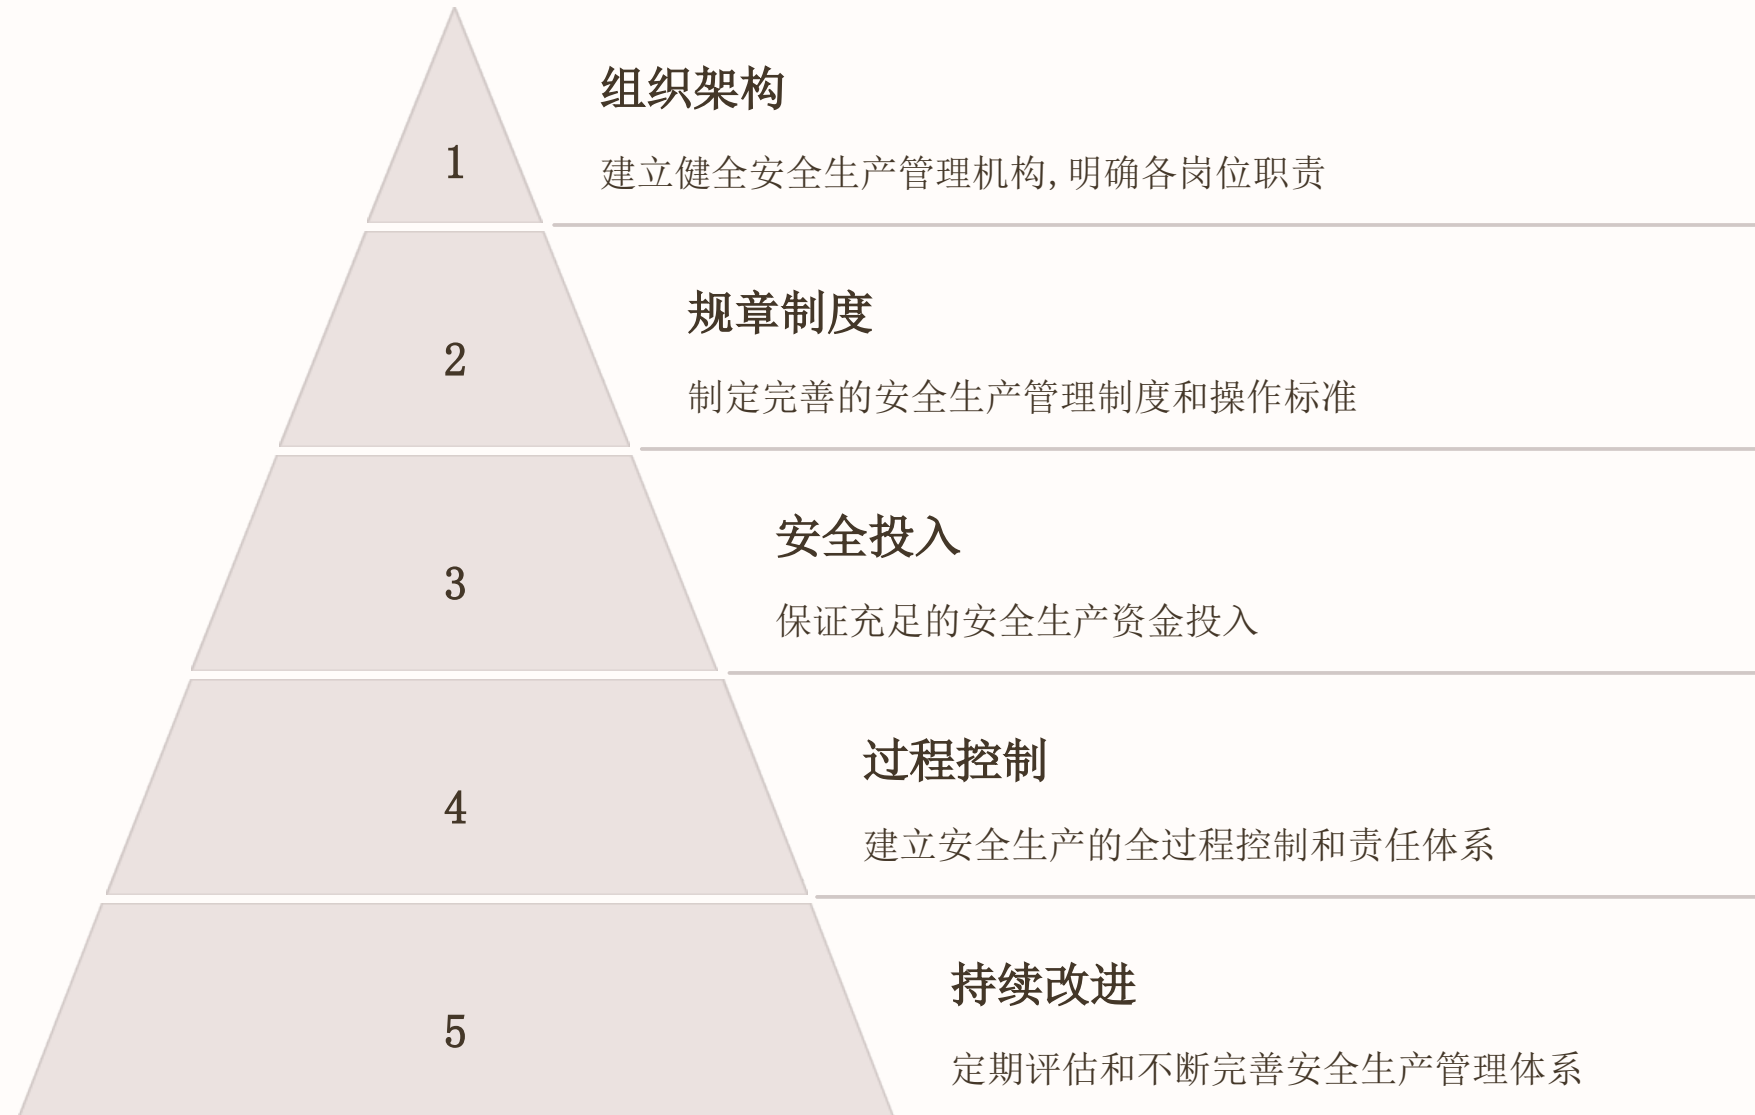 组织架构
1
建立健全安全生产管理机构,明确各岗位职责
规章制度
2
制定完善的安全生产管理制度和操作标准
安全投入
3
保证充足的安全生产资金投入
过程控制
4
建立安全生产的全过程控制和责任体系
持续改进
5
定期评估和不断完善安全生产管理体系